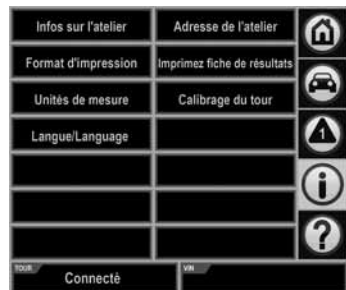 Infos sur l'atelier
Adresse de l'atelier
Format d'impression
Imprimez fiche de résultats
Unités de mesure
Calibrage du tour
Langue/Language
1
i
?
TOUR
Connecté
VIN